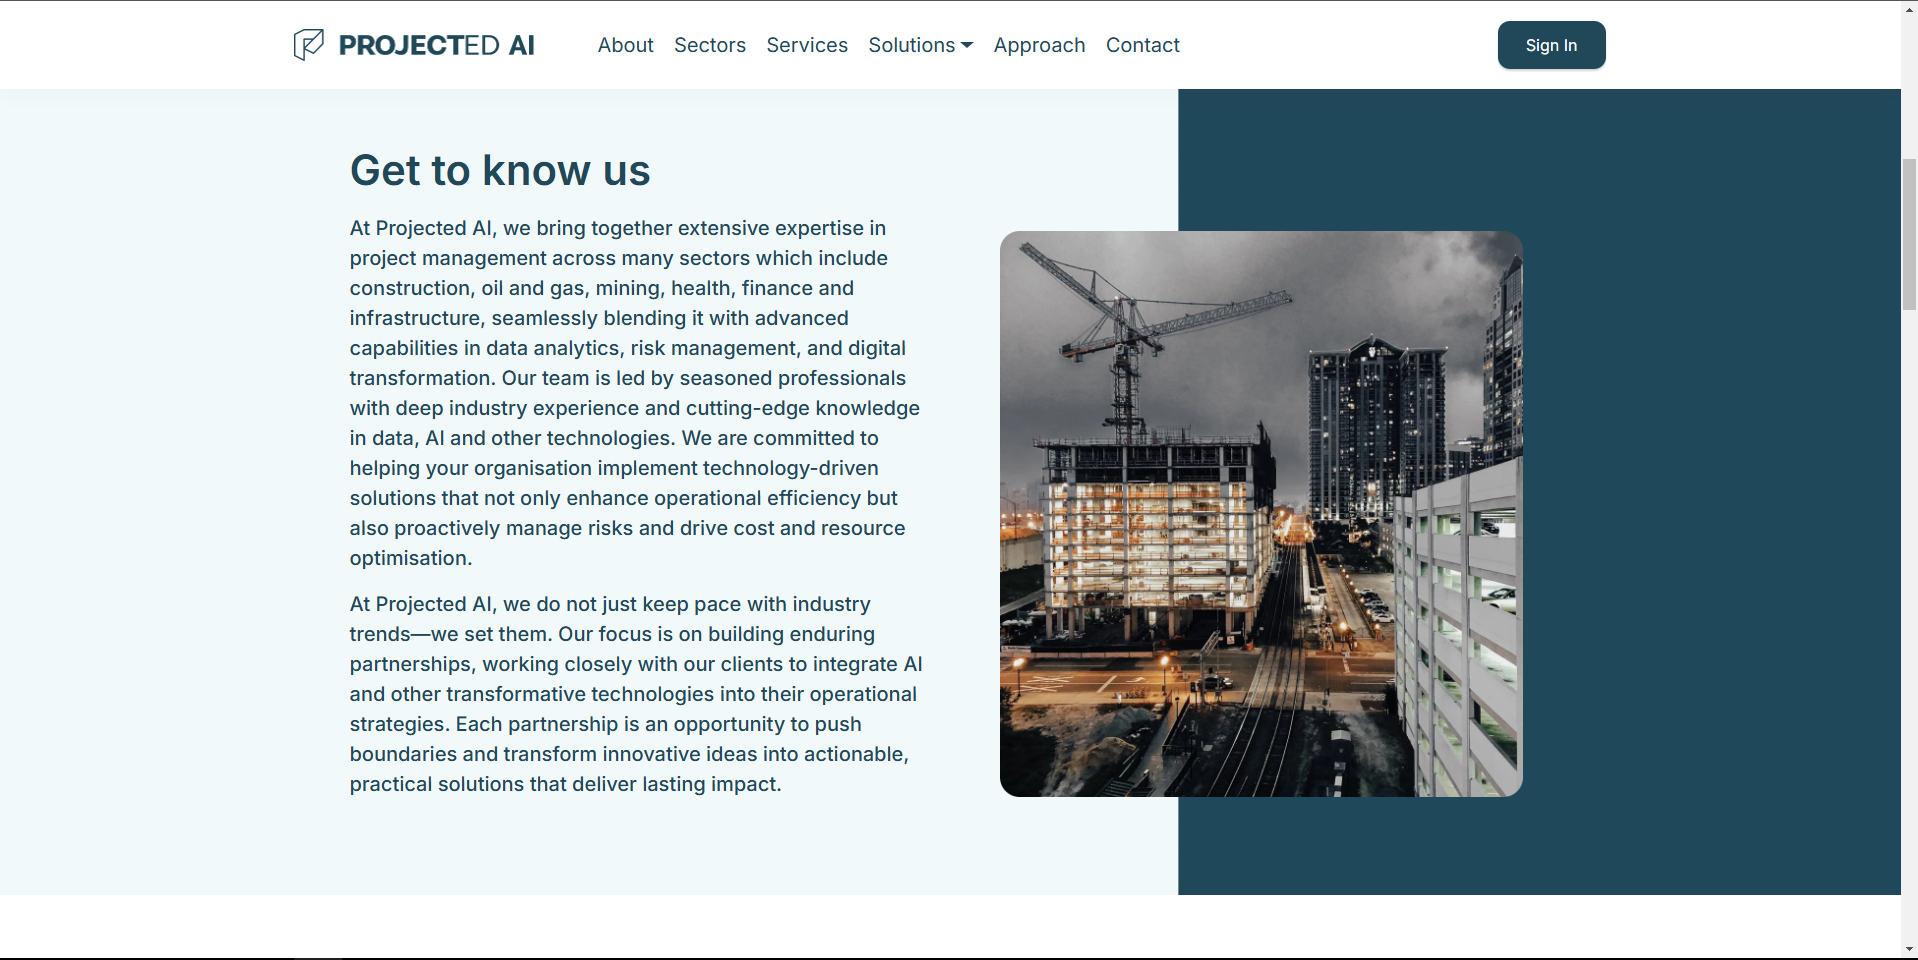 PROJECTED AI
About Sectors Services Solutions Approach Contact
Sign In
Get to know us
At Projected AI, we bring together extensive expertise in
project management across many sectors which include
construction, oil and gas, mining, health, finance and
infrastructure, seamlessly blending it with advanced
capabilities in data analytics, risk management, and digital
transformation. Our team is led by seasoned professionals
with deep industry experience and cutting-edge knowledge
in data, AI and other technologies. We are committed to
helping your organisation implement technology-driven
solutions that not only enhance operational efficiency but
also proactively manage risks and drive cost and resource
optimisation.
At Projected AI, we do not just keep pace with industry
trends—we set them. Our focus is on building enduring
partnerships, working closely with our clients to integrate AI
and other transformative technologies into their operational
strategies. Each partnership is an opportunity to push
boundaries and transform innovative ideas into actionable,
practical solutions that deliver lasting impact.